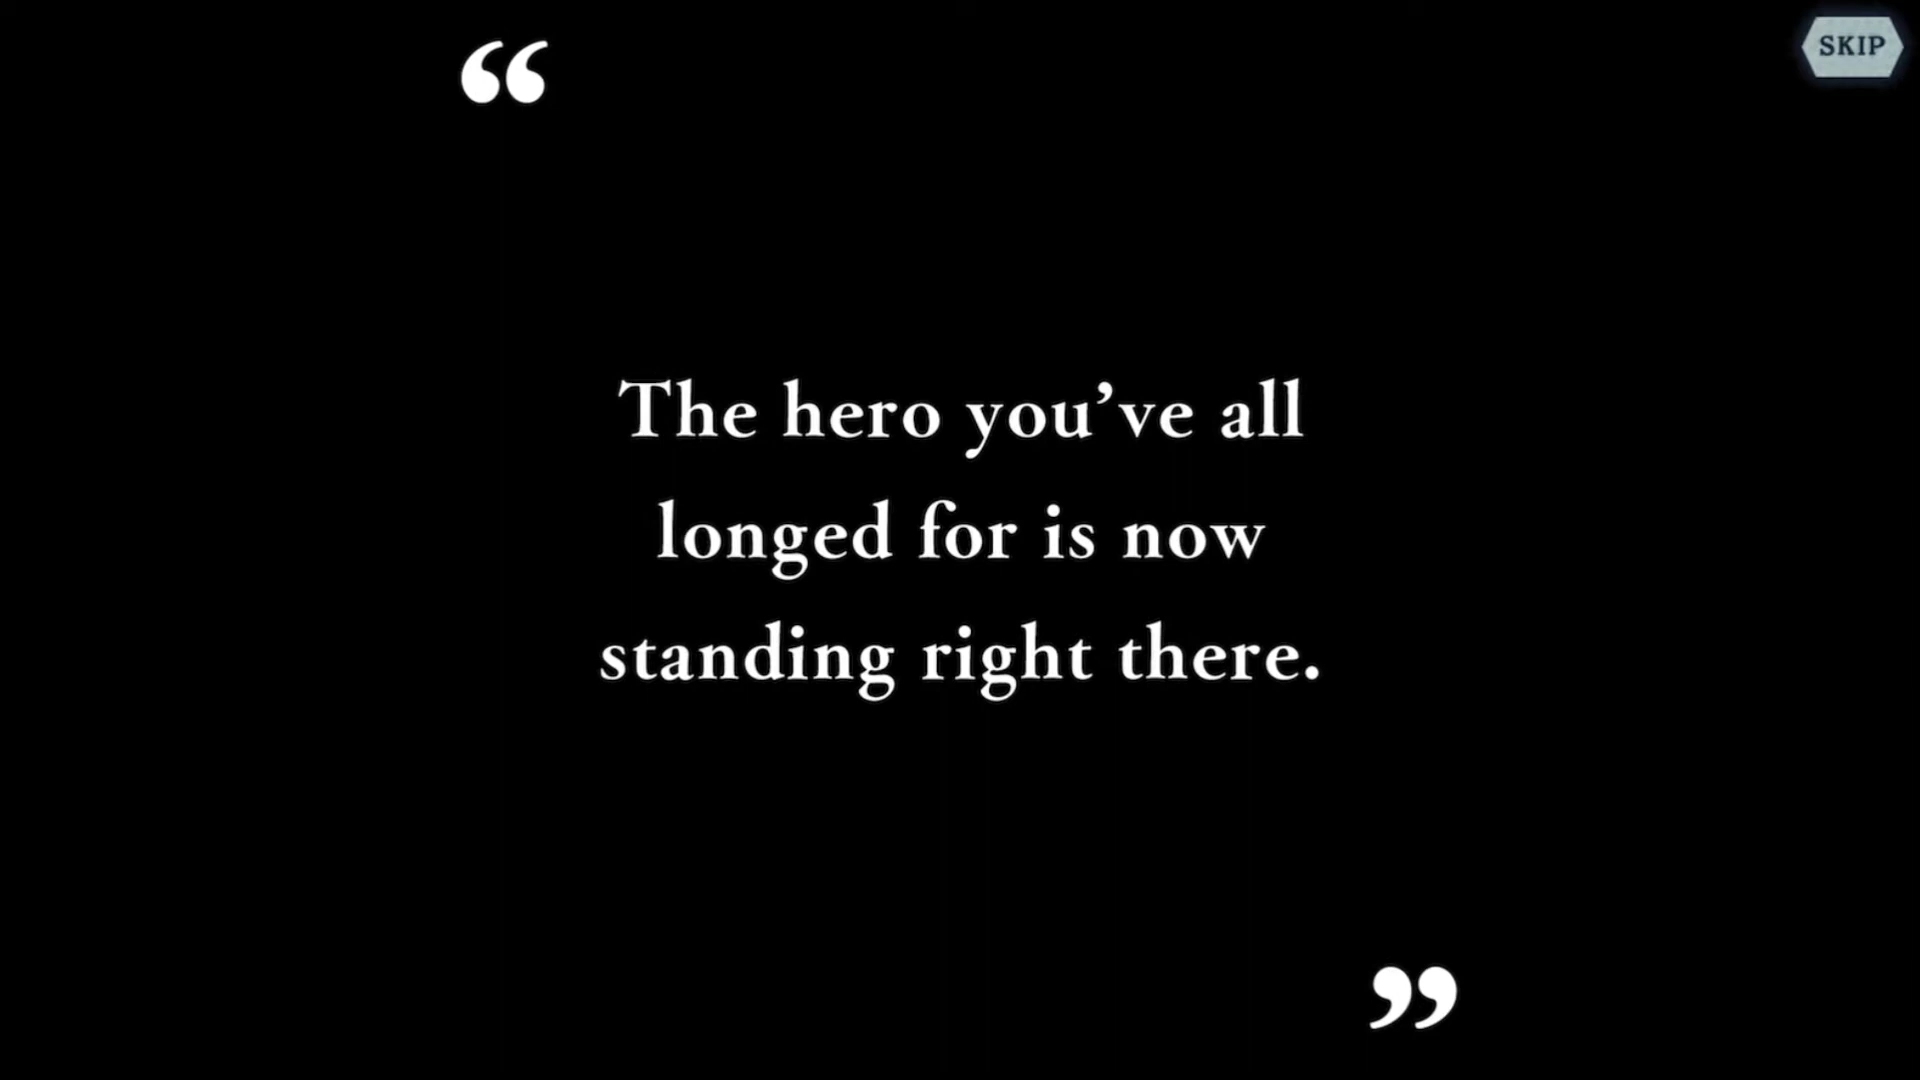 SKIP
“
The hero you’ve all
longed for is now
standing right there.
”